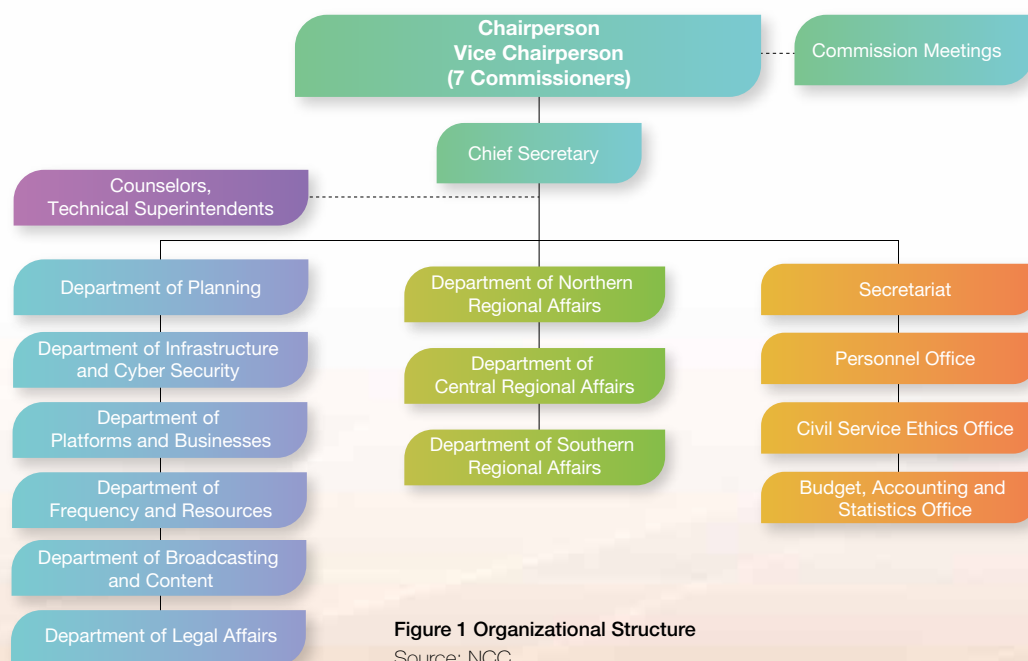 Chairperson
Vice Chairperson
(7 Commissioners)
Commission Meetings
Chief Secretary
Counselors,
Technical Superintendents
Department of Planning
Department of Infrastructure
and Cyber Security
Department of
Platforms and Businesses
Department of
Frequency and Resources
Department of Broadcasting
and Content
Department of Legal Affairs
Department of Northern
Regional Affairs
Department of
Central Regional Affairs
Department of Southern
Regional Affairs
Secretariat
Personnel Office
Civil Service Ethics Office
Budget, Accounting and
Statistics Office
Figure 1 Organizational Structure
Source: NCC